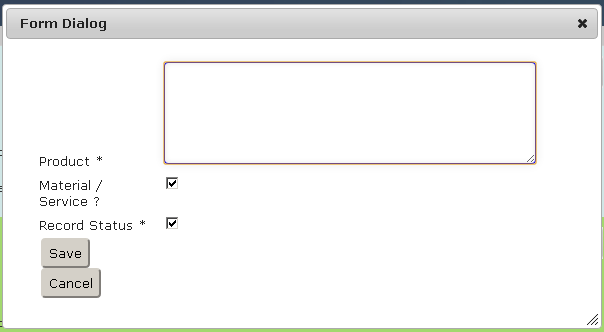 Form Dialog
Product *
Material /
Service ?
Record Status *
Save
Cancel